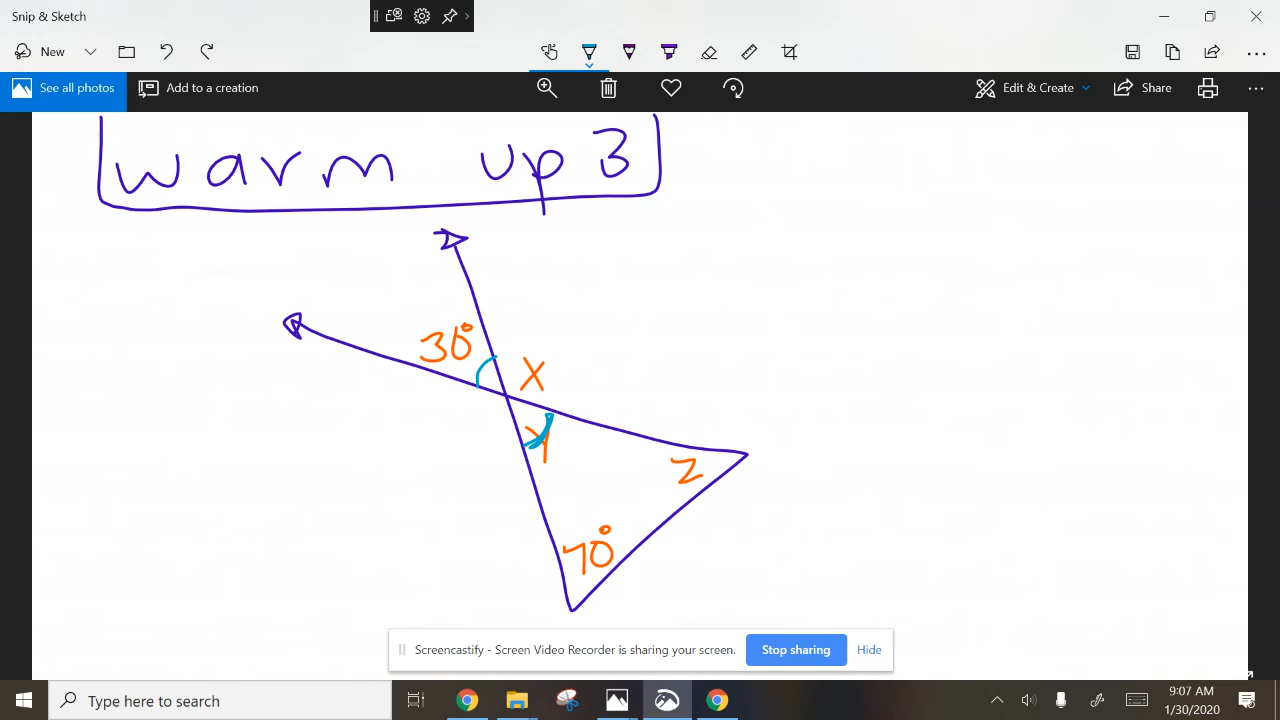 Snip & Sketch
New
See all photos
Add to a creation
Edit & Create
Share
warm up 3
30°
X
Y
Z
70°
Screencastify - Screen Video Recorder is sharing your screen.
Stop sharing
Hide
Type here to search
9:07 AM
1/30/2020